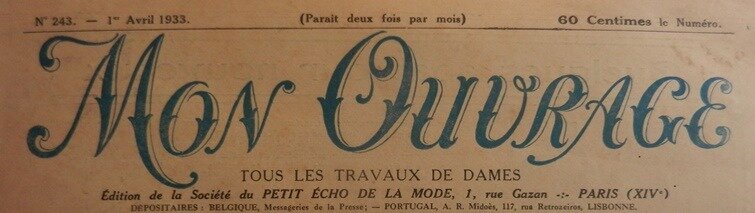 N° 243. — 1er Avril 1933. (Paraît deux fois par mois) 60 Centimes le Numéro.
Mon Ouvrage
TOUS LES TRAVAUX DE DAMES
Édition de la Société du PETIT ÉCHO DE LA MODE, 1, rue Gazan -:- PARIS (XIVe)
DÉPOSITAIRES : BELGIQUE, Messageries de la Presse; — PORTUGAL, A. R. Midoès, 117, rua Retrozeiros, LISBONNE.